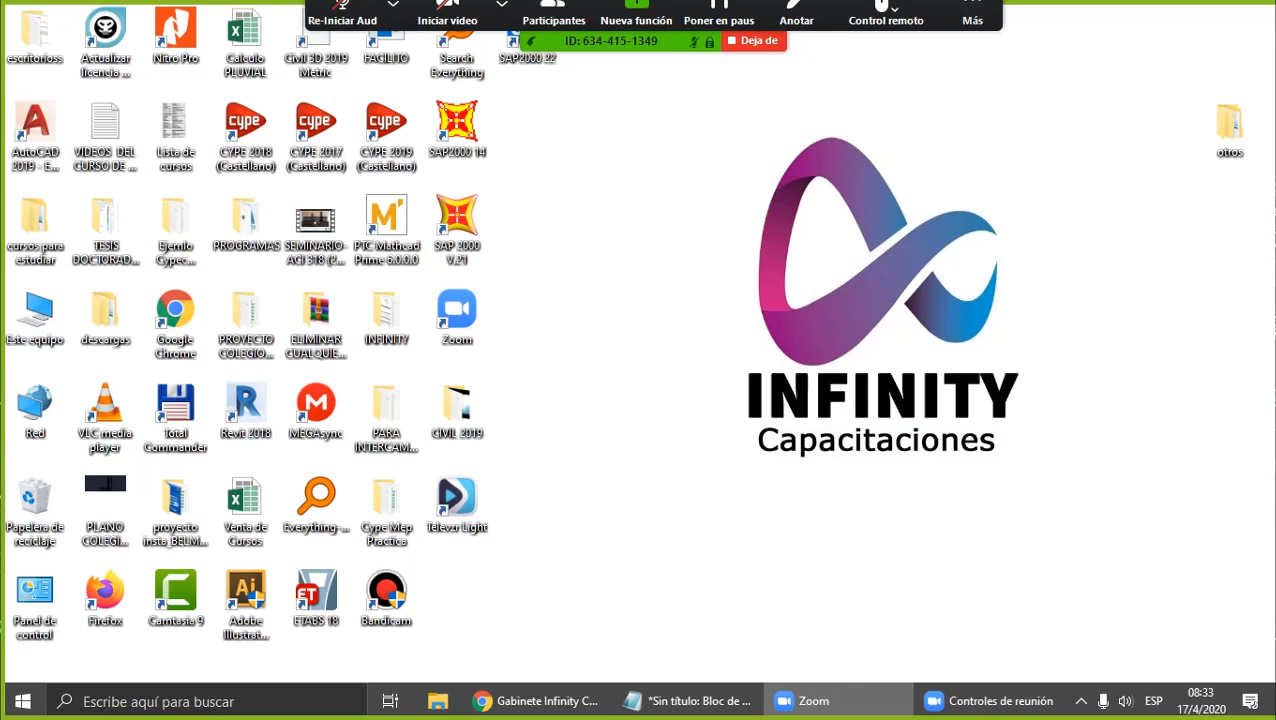 Re-Iniciar Aud
Iniciar video
Participantes
Nueva función
Poner en paus
Anotar
Control remoto
Más
ID: 634-415-1349
Deja de
escritorioss
Actualizar
licencia ...
Nitro Pro
Calculo
PLUVIAL
Civil 3D 2019
Metric
FACILITO
Search
Everything
SAP2000 22
AutoCAD
2019 - E...
VIDEOS DEL
CURSO DE ...
Lista de
cursos
cype
CYPE 2018
(Castellano)
cype
CYPE 2017
(Castellano)
cype
CYPE 2019
(Castellano)
SAP2000 14
otros
cursos para
estudiar
TESIS
DOCTORAD...
Ejemlo
Cypec...
PROGRAMAS
SEMINARIO-
ACI 318 (2...
PTC Mathcad
Prime 6.0.0.0
SAP 2000
V.21
Este equipo
descargas
Google
Chrome
PROYECTO
COLEGIO...
ELIMINAR
CUALQUIE...
INFINITY
Zoom
INFINITY
Capacitaciones
Red
VLC media
player
Total
Commander
Revit 2018
MEGAsync
PARA
INTERCAM...
CIVIL 2019
Papelera de
reciclaje
PLANO
COLEGI...
proyecto
insta_BELM...
Venta de
Cursos
Everything-...
Cype Mep
Practica
Televzr Light
Panel de
control
Firefox
Camtasia 9
Ai
Adobe
Illustrat...
ET
ETABS 18
Bandicam
Escribe aquí para buscar
Gabinete Infinity C...
*Sin título: Bloc de ...
Zoom
Controles de reunión
ESP
08:33
17/4/2020